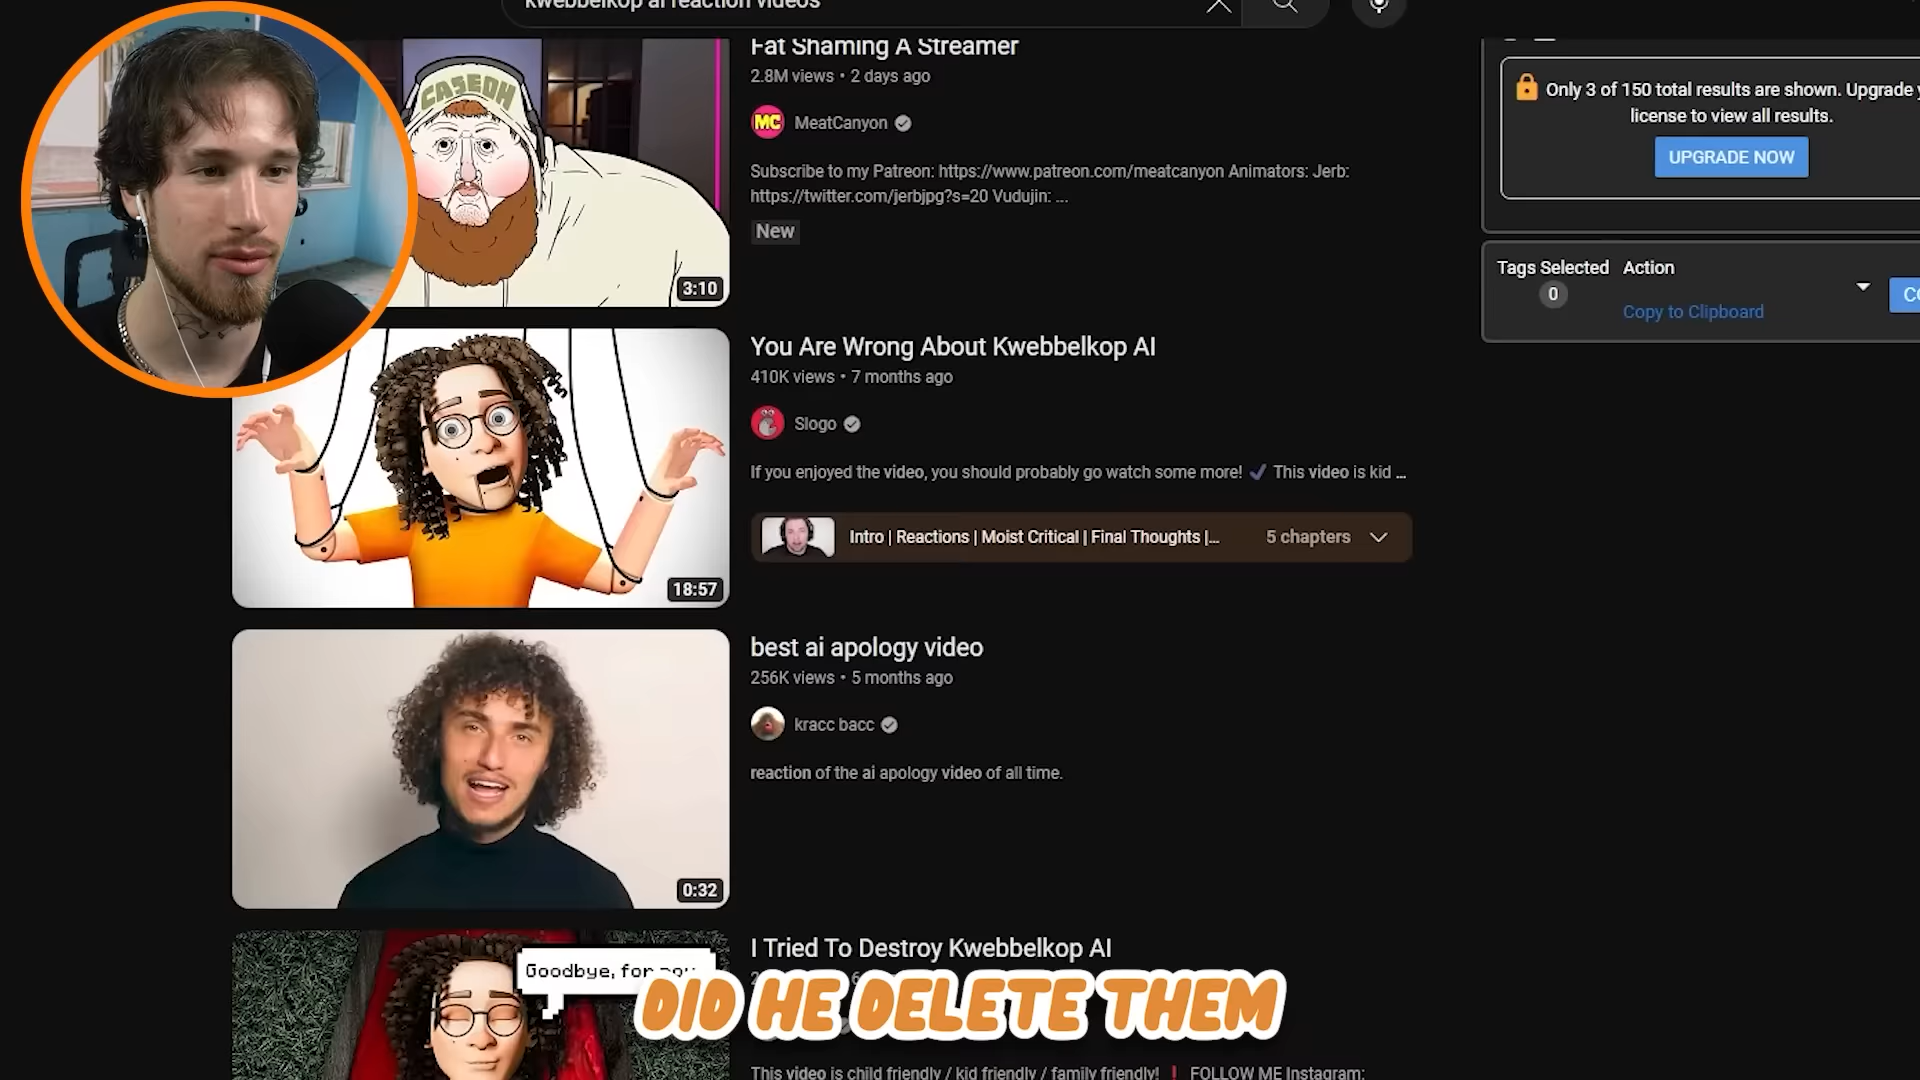 kwebbelkop ai reaction videos
CASEOH
3:10
Fat Shaming A Streamer
2.8M views • 2 days ago
MC MeatCanyon
Subscribe to my Patreon: https://www.patreon.com/meatcanyon Animators: Jerb:
https://twitter.com/jerbjpg?s=20 Vudujin: ...
New
Only 3 of 150 total results are shown. Upgrade
license to view all results.
UPGRADE NOW
Tags Selected Action
0
Copy to Clipboard
18:57
You Are Wrong About Kwebbelkop AI
410K views • 7 months ago
Slogo
If you enjoyed the video, you should probably go watch some more! ✓ This video is kid ...
Intro | Reactions | Moist Critical | Final Thoughts |... 5 chapters
0:32
best ai apology video
256K views • 5 months ago
kracc bacc
reaction of the ai apology video of all time.
Goodbye, for now
I Tried To Destroy Kwebbelkop AI
DID HE DELETE THEM
This video is child friendly / kid friendly / family friendly! ❗ FOLLOW ME Instagram: